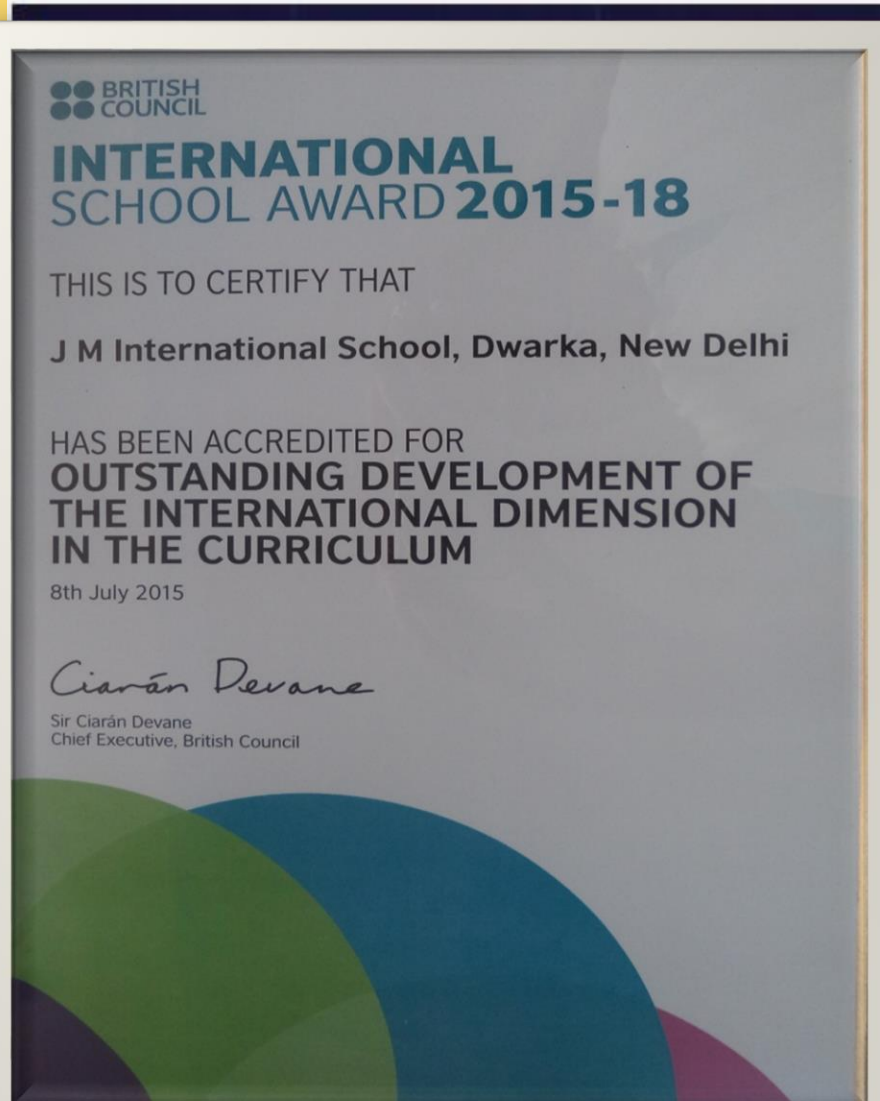 BRITISH
COUNCIL
INTERNATIONAL
SCHOOL AWARD 2015-18
THIS IS TO CERTIFY THAT
J M International School, Dwarka, New Delhi
HAS BEEN ACCREDITED FOR
OUTSTANDING DEVELOPMENT OF
THE INTERNATIONAL DIMENSION
IN THE CURRICULUM
8th July 2015
Ciarán Devane
Sir Ciarán Devane
Chief Executive, British Council